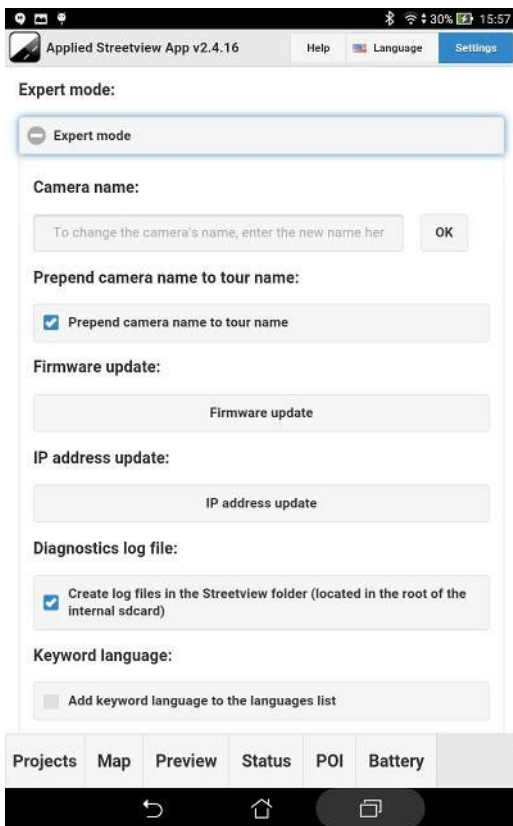 30% 15:57
Applied Streetview App v2.4.16 Help Language Settings
Expert mode:
Expert mode
Camera name:
To change the camera's name, enter the new name her OK
Prepend camera name to tour name:
Prepend camera name to tour name
Firmware update:
Firmware update
IP address update:
IP address update
Diagnostics log file:
Create log files in the Streetview folder (located in the root of the
internal sdcard)
Keyword language:
Add keyword language to the languages list
Projects Map Preview Status POI Battery